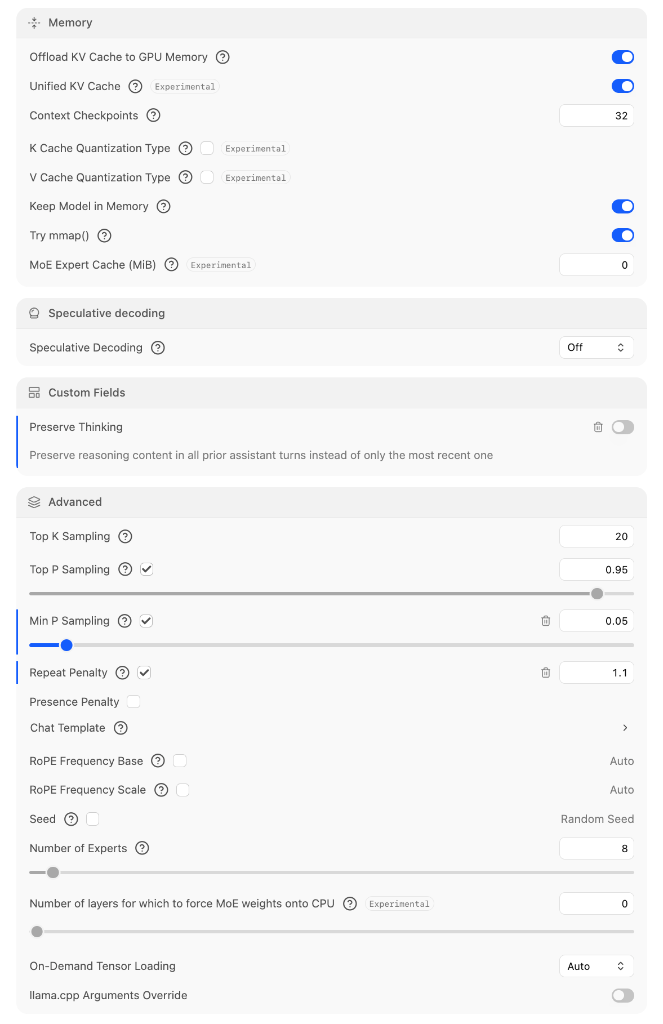 Memory
Offload KV Cache to GPU Memory
Unified KV Cache Experimental
Context Checkpoints 32
K Cache Quantization Type Experimental
V Cache Quantization Type Experimental
Keep Model in Memory
Try mmap()
MoE Expert Cache (MiB) Experimental 0
Speculative decoding
Speculative Decoding Off
Custom Fields
Preserve Thinking
Preserve reasoning content in all prior assistant turns instead of only the most recent one
Advanced
Top K Sampling 20
Top P Sampling 0.95
Min P Sampling 0.05
Repeat Penalty 1.1
Presence Penalty
Chat Template
RoPE Frequency Base Auto
RoPE Frequency Scale Auto
Seed Random Seed
Number of Experts 8
Number of layers for which to force MoE weights onto CPU Experimental 0
On-Demand Tensor Loading Auto
llama.cpp Arguments Override